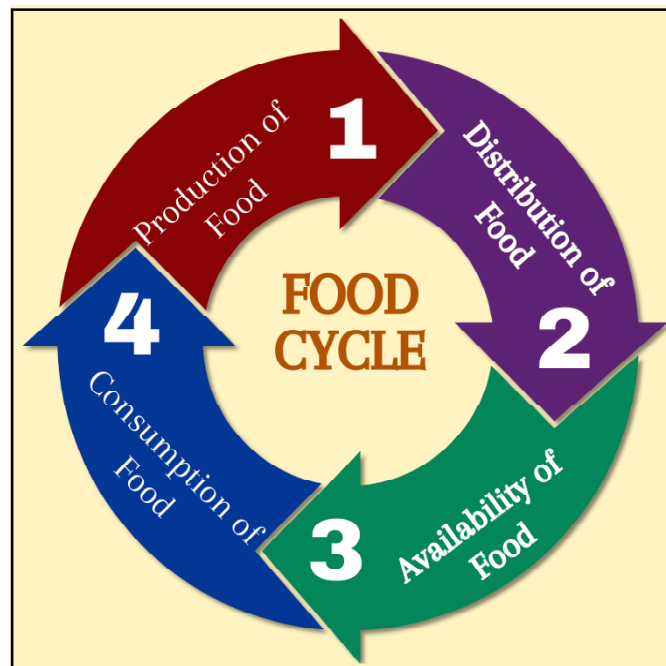 FOOD
CYCLE
1
Production of
Food
2
Distribution of
Food
3
Availability of
Food
4
Consumption of
Food